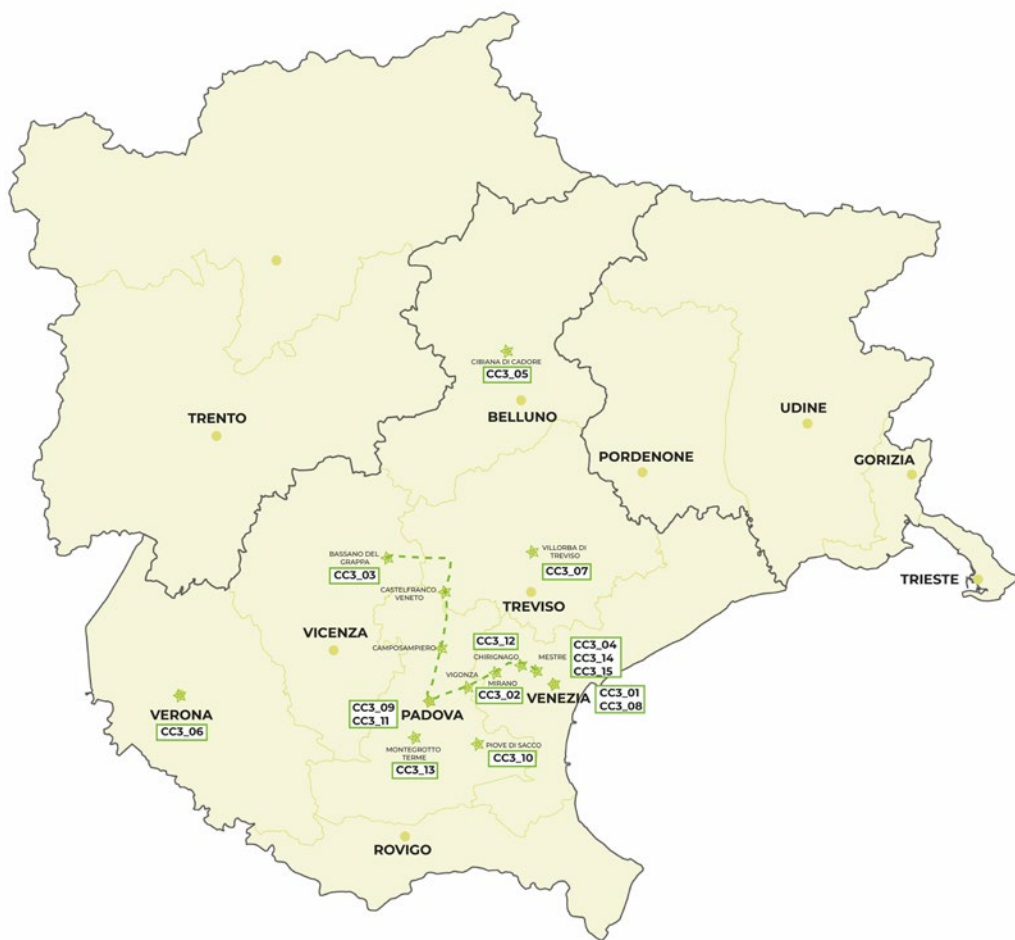 CIBIANA DI CADORE
CC3_05
BELLUNO
TRENTO
UDINE
PORDENONE
GORIZIA
BASSANO DEL
GRAPPA
CC3_03
VILLORBA DI
TREVISO
CC3_07
CASTELFRANCO
VENETO
TREVISO
TRIESTE
VICENZA
CC3_12
CC3_04
CC3_14
CC3_15
CAMPOSAMPIERO
CHIRIGNAGO
MESTRE
VIGONZA
MIRANO
CC3_02
VENEZIA
CC3_01
CC3_08
VERONA
CC3_06
CC3_09
CC3_11
PADOVA
MONTEGROTTO
TERME
CC3_13
PIOVE DI SACCO
CC3_10
ROVIGO